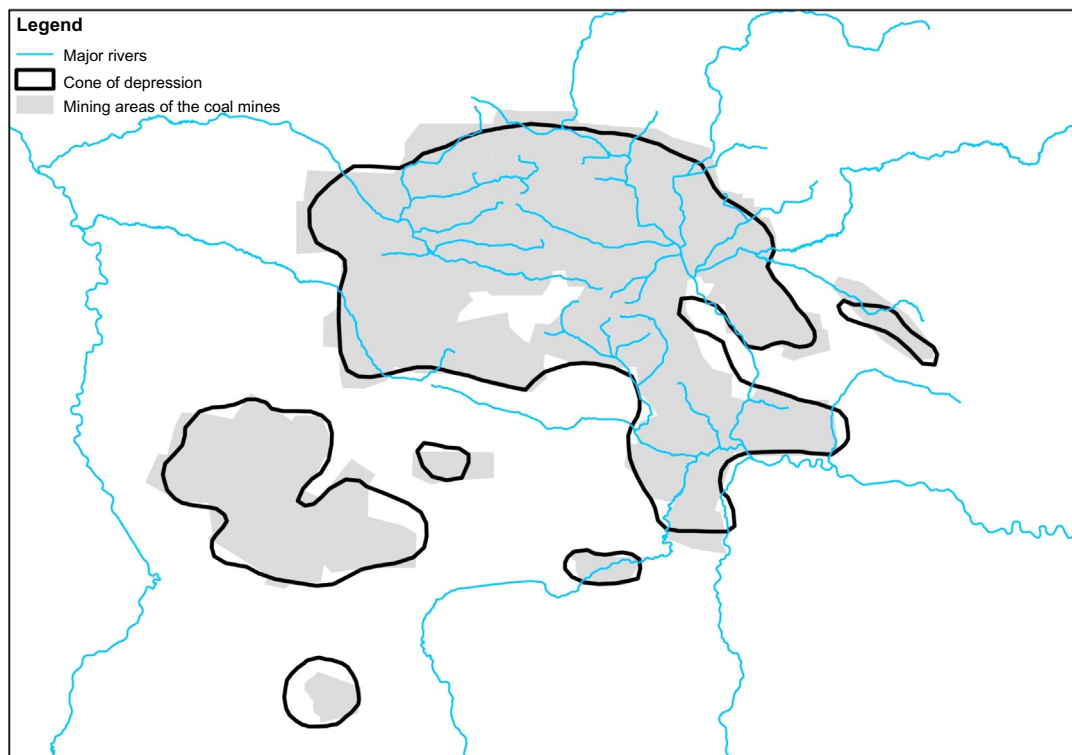 Legend
Major rivers
Cone of depression
Mining areas of the coal mines